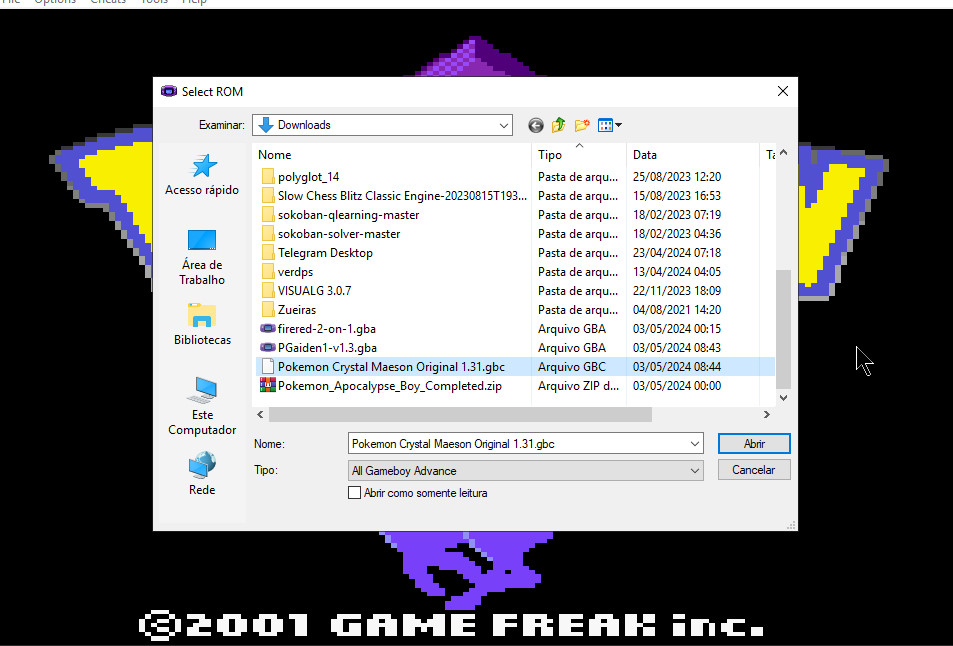 File Options Cheats Tools Help
Select ROM
Examinar: Downloads
Nome Tipo Data Ta
polyglot_14 Pasta de arqu... 25/08/2023 12:20
Slow Chess Blitz Classic Engine-20230815T193... Pasta de arqu... 15/08/2023 16:53
sokoban-qlearning-master Pasta de arqu... 18/02/2023 07:19
sokoban-solver-master Pasta de arqu... 18/02/2023 04:36
Telegram Desktop Pasta de arqu... 23/04/2024 07:18
verdps Pasta de arqu... 13/04/2024 04:05
VISUALG 3.0.7 Pasta de arqu... 22/11/2023 18:09
Zueiras Pasta de arqu... 04/08/2021 14:20
firered-2-on-1.gba Arquivo GBA 03/05/2024 00:15
PGaiden1-v1.3.gba Arquivo GBA 03/05/2024 08:43
Pokemon Crystal Maeson Original 1.31.gbc Arquivo GBC 03/05/2024 08:44
Pokemon_Apocalypse_Boy_Completed.zip Arquivo ZIP d... 03/05/2024 00:00
Acesso rápido
Área de
Trabalho
Bibliotecas
Este
Computador
Rede
Nome: Pokemon Crystal Maeson Original 1.31.gbc Abrir
Tipo: All Gameboy Advance Cancelar
Abrir como somente leitura
©2001 GAME FREAK inc.